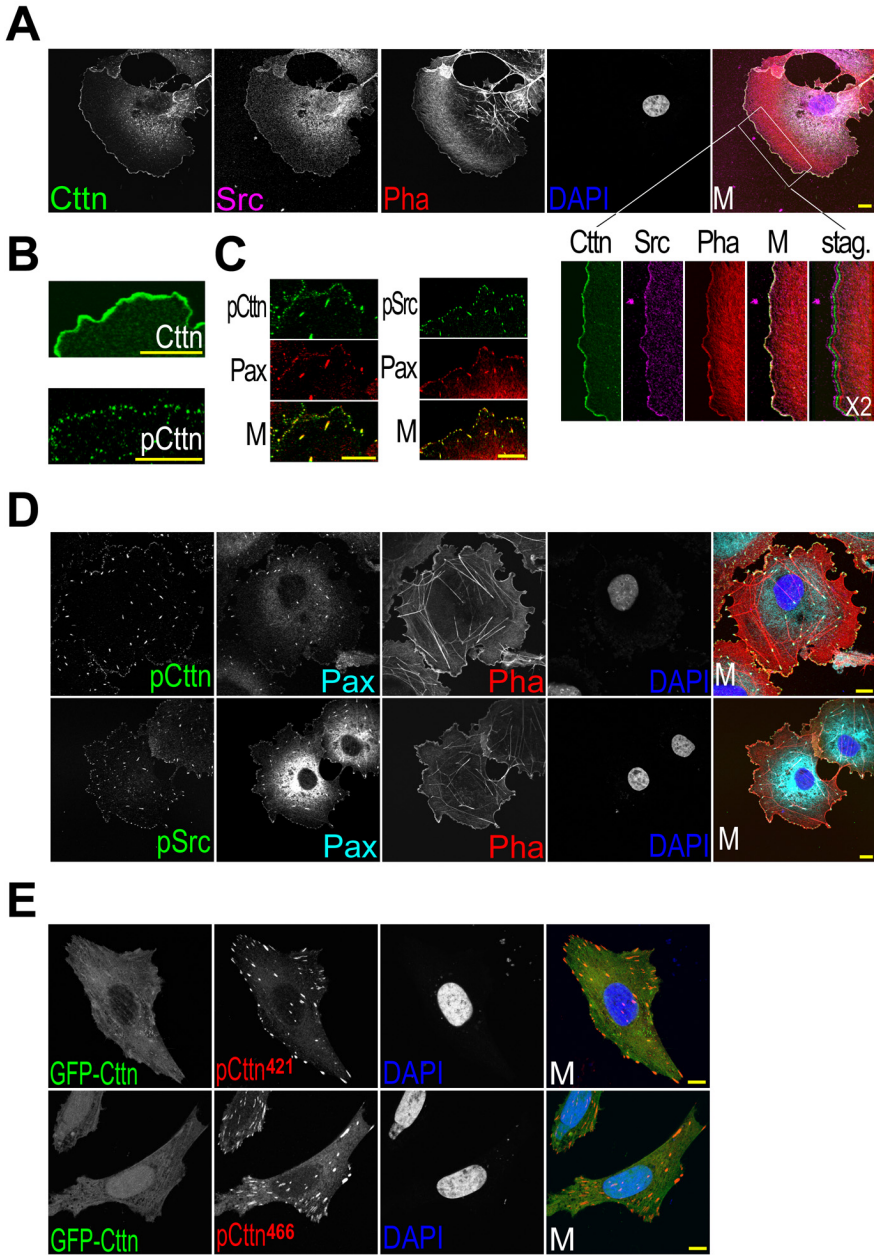 A
Cttn Src Pha DAPI M
Cttn Src Pha M stag.
X2
B
Cttn
pCttn
C
pCttn pSrc
Pax Pax
M M
D
pCttn Pax Pha DAPI M
pSrc Pax Pha DAPI M
E
GFP-Cttn pCttn421 DAPI M
GFP-Cttn pCttn466 DAPI M